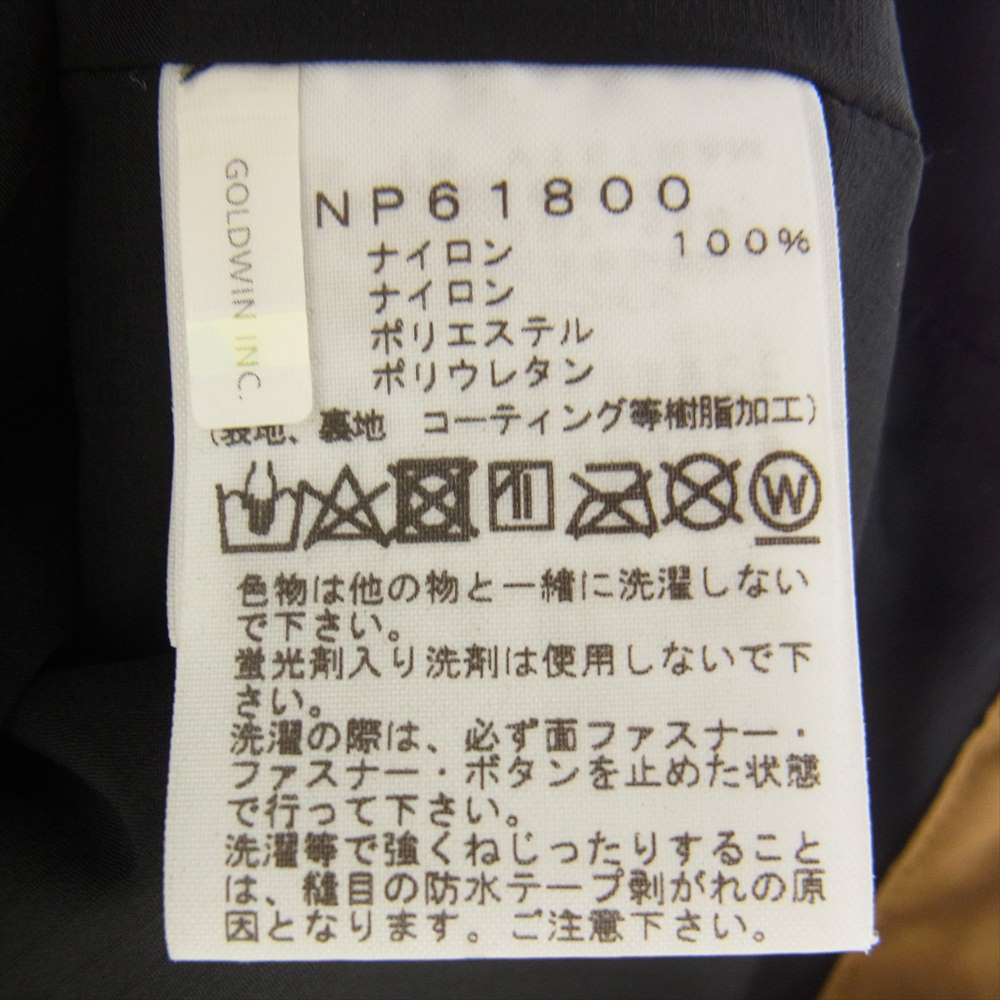 GOLDWIN INC.
NP61800
ナイロン 100%
ナイロン
ポリエステル
ポリウレタン
(表地、裏地 コーティング等樹脂加工)
W
色物は他の物と一緒に洗濯しない
で下さい。
蛍光剤入り洗剤は使用しないで下
さい。
洗濯の際は、必ず面ファスナー・
ファスナー・ボタンを止めた状態
で行って下さい。
洗濯等で強くねじったりすること
は、縫目の防水テープ剥がれの原
因となります。ご注意下さい。